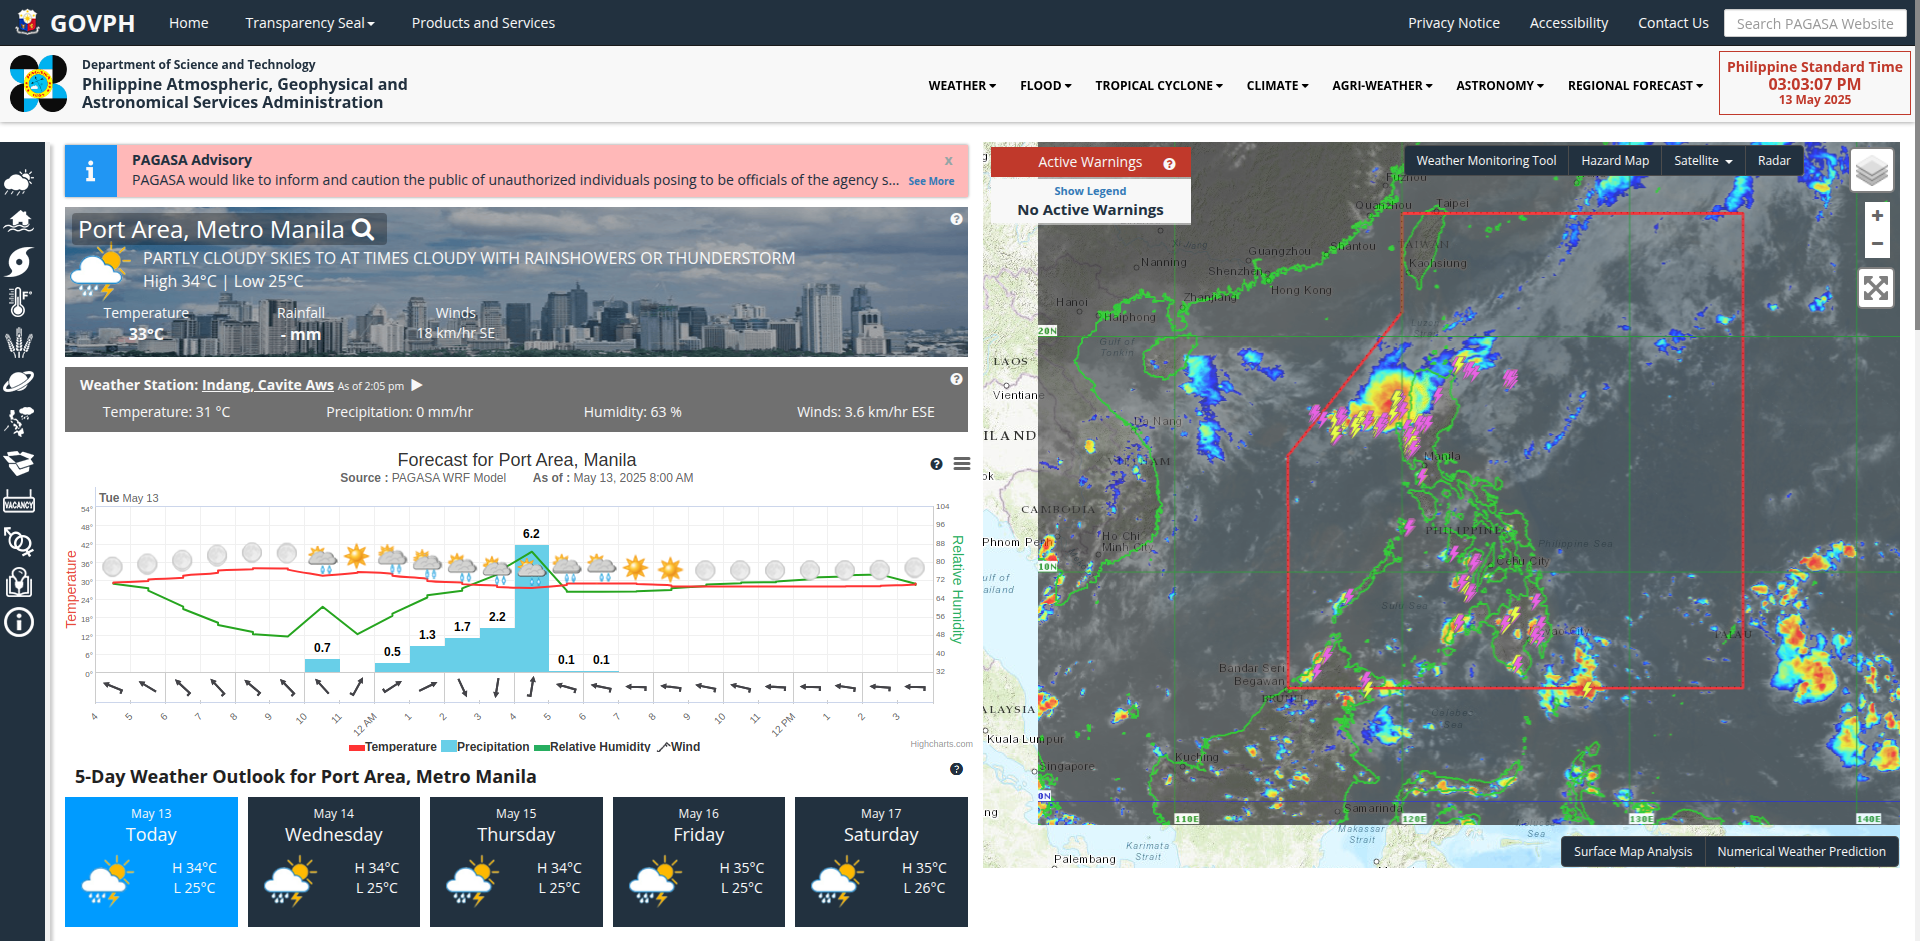 GOVPH
Home
Transparency Seal
Products and Services
Privacy Notice
Accessibility
Contact Us
Search PAGASA Website
Department of Science and Technology
Philippine Atmospheric, Geophysical and
Astronomical Services Administration
WEATHER
FLOOD
TROPICAL CYCLONE
CLIMATE
AGRI-WEATHER
ASTRONOMY
REGIONAL FORECAST
Philippine Standard Time
03:03:07 PM
13 May 2025
VACANCY
PAGASA Advisory
x
PAGASA would like to inform and caution the public of unauthorized individuals posing to be officials of the agency s... See More
Port Area, Metro Manila
PARTLY CLOUDY SKIES TO AT TIMES CLOUDY WITH RAINSHOWERS OR THUNDERSTORM
High 34°C | Low 25°C
Temperature
33°C
Rainfall
- mm
Winds
18 km/hr SE
Weather Station: Indang, Cavite Aws As of 2:05 pm
Temperature: 31 °C
Precipitation: 0 mm/hr
Humidity: 63 %
Winds: 3.6 km/hr ESE
Forecast for Port Area, Manila
Source : PAGASA WRF Model As of : May 13, 2025 8:00 AM
Tue May 13
54°
48°
42°
36°
30°
24°
18°
12°
6°
0°
Temperature
104
96
88
80
72
64
56
48
40
32
Relative Humidity
0.7
0.5
1.3
1.7
2.2
6.2
0.1
0.1
4 5 6 7 8 9 10 11 12 AM 1 2 3 4 5 6 7 8 9 10 11 12 PM 1 2 3
Temperature Precipitation Relative Humidity Wind
Highcharts.com
5-Day Weather Outlook for Port Area, Metro Manila
May 13
Today
H 34°C
L 25°C
May 14
Wednesday
H 34°C
L 25°C
May 15
Thursday
H 34°C
L 25°C
May 16
Friday
H 35°C
L 25°C
May 17
Saturday
H 35°C
L 26°C
Active Warnings
Show Legend
No Active Warnings
Weather Monitoring Tool
Hazard Map
Satellite
Radar
+
−
Fuzhou
Quanzhou
Taipei
Guangzhou
Shantou
TAIWAN
Nanning
Shenzhen
Kaohsiung
Zhanjiang
Hong Kong
Hanoi
Haiphong
20N
Gulf of
Tonkin
LAOS
Vientiane
Da Nang
ILAND
VIETNAM
Manila
CAMBODIA
PHILIPPINES
Ho Chi
Minh City
Philippine Sea
Phnom Penh
Cebu City
10N
ulf of
ailand
Sulu Sea
Davao City
PALAU
Bandar Seri
Begawan
BRUNEI
ALAYSIA
Celebes
Sea
Kuala Lumpur
Kuching
Singapore
0N
Samarinda
110E
120E
130E
140E
ng
Makassar
Strait
Karimata
Strait
Sea
Palembang
Surface Map Analysis
Numerical Weather Prediction